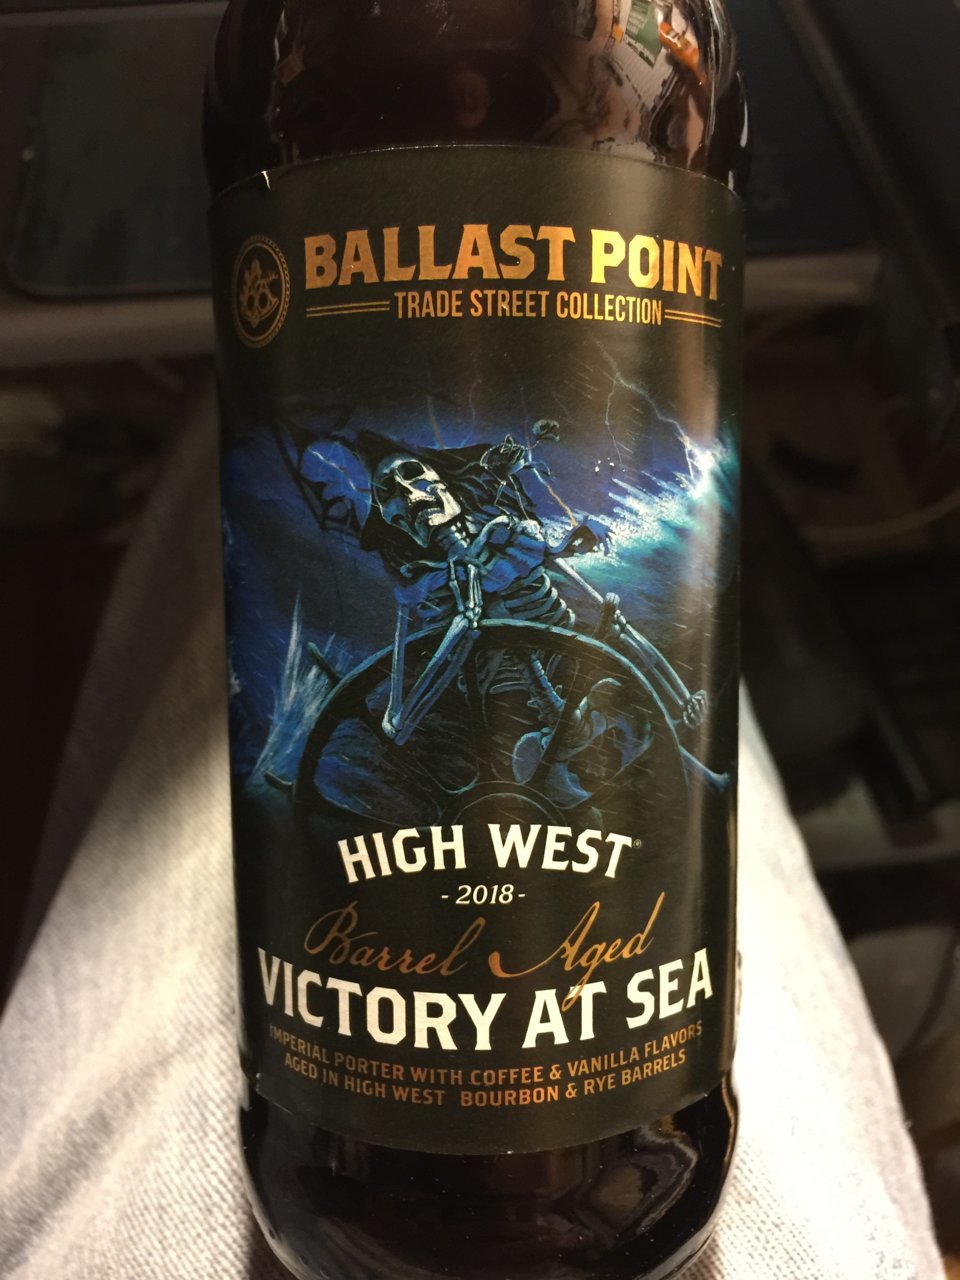 BALLAST POINT
TRADE STREET COLLECTION
HIGH WEST®
- 2018 -
Barrel Aged
VICTORY AT SEA
IMPERIAL PORTER WITH COFFEE & VANILLA FLAVORS
AGED IN HIGH WEST BOURBON & RYE BARRELS